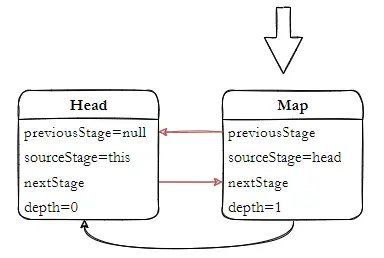 Head
previousStage=null
sourceStage=this
nextStage
depth=0
Map
previousStage
sourceStage=head
nextStage
depth=1